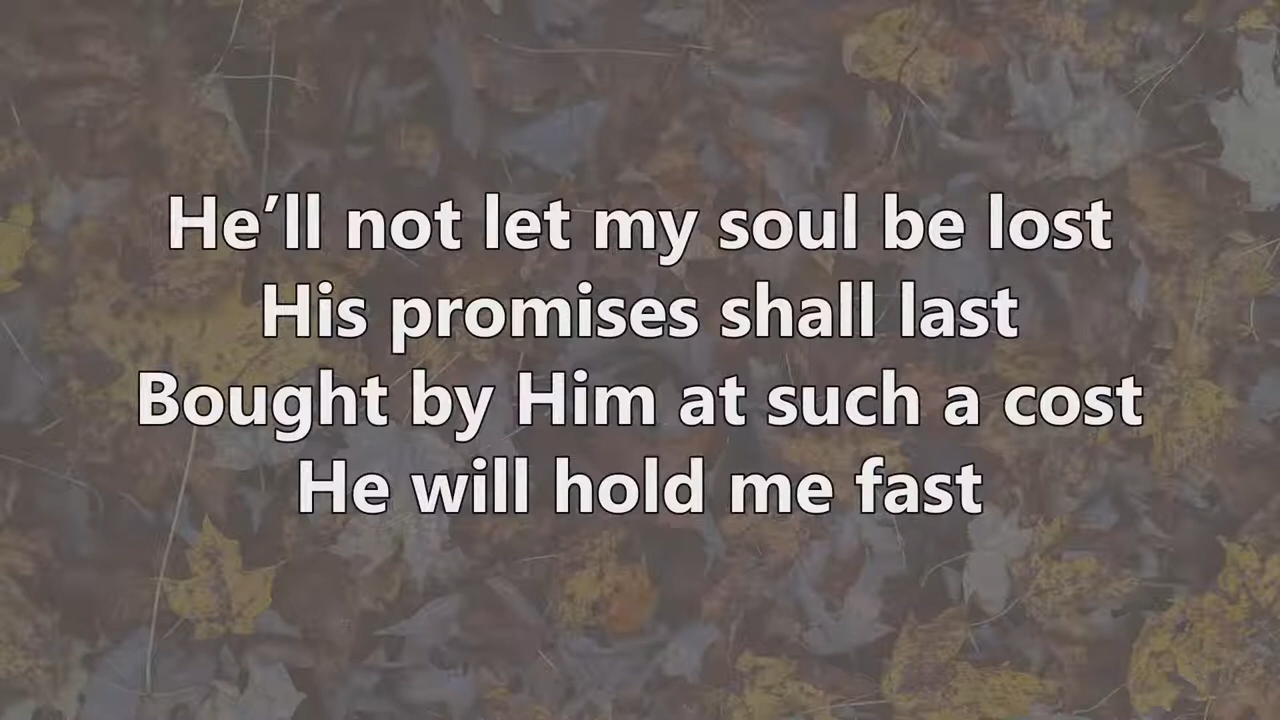 He’ll not let my soul be lost
His promises shall last
Bought by Him at such a cost
He will hold me fast